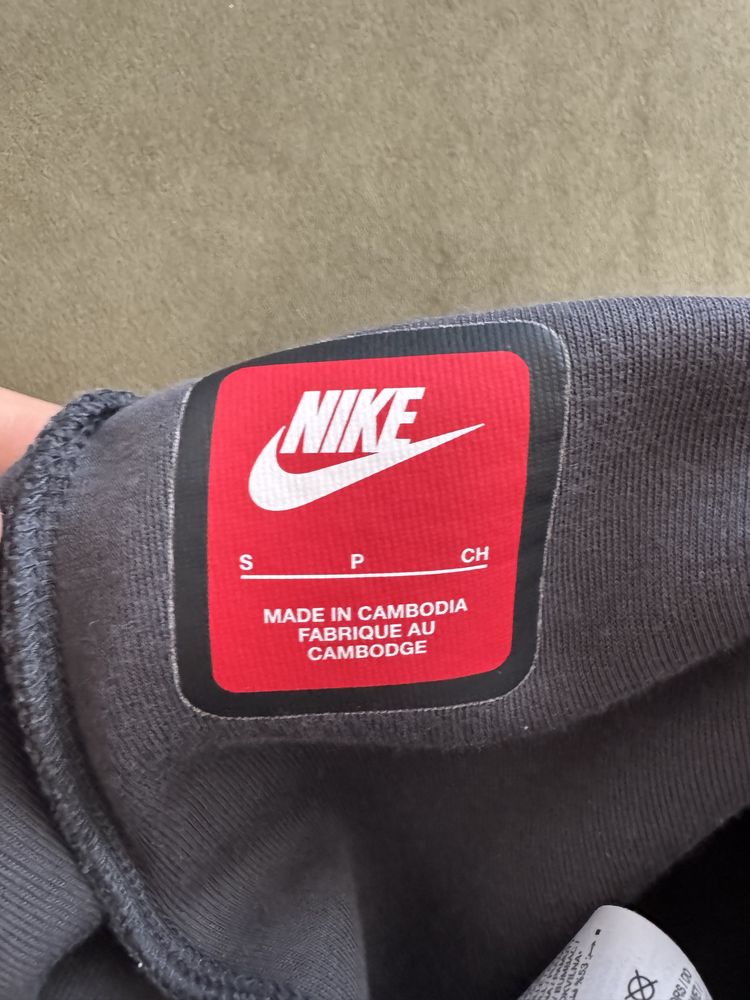 NIKE
S P CH
MADE IN CAMBODIA
FABRIQUE AU
CAMBODGE